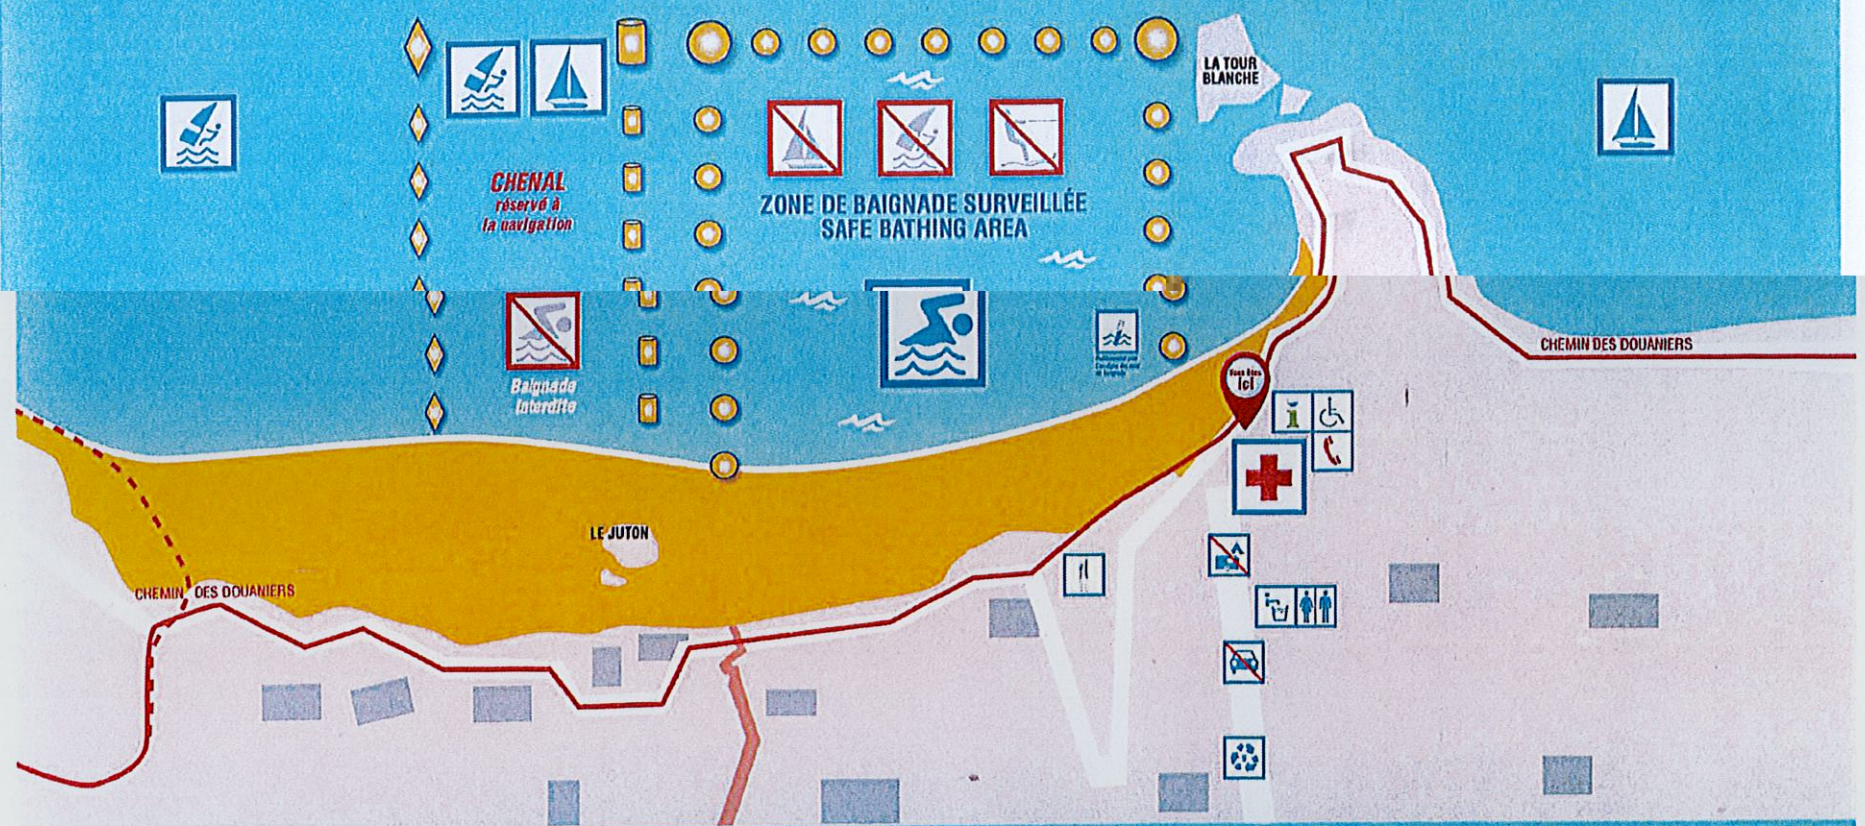 LA TOUR
BLANCHE
CHENAL
réservé à
la navigation
ZONE DE BAIGNADE SURVEILLÉE
SAFE BATHING AREA
Baignade
Interdite
CHEMIN DES DOUANIERS
Vous êtes
ici
LE JUTON
CHEMIN DES DOUANIERS